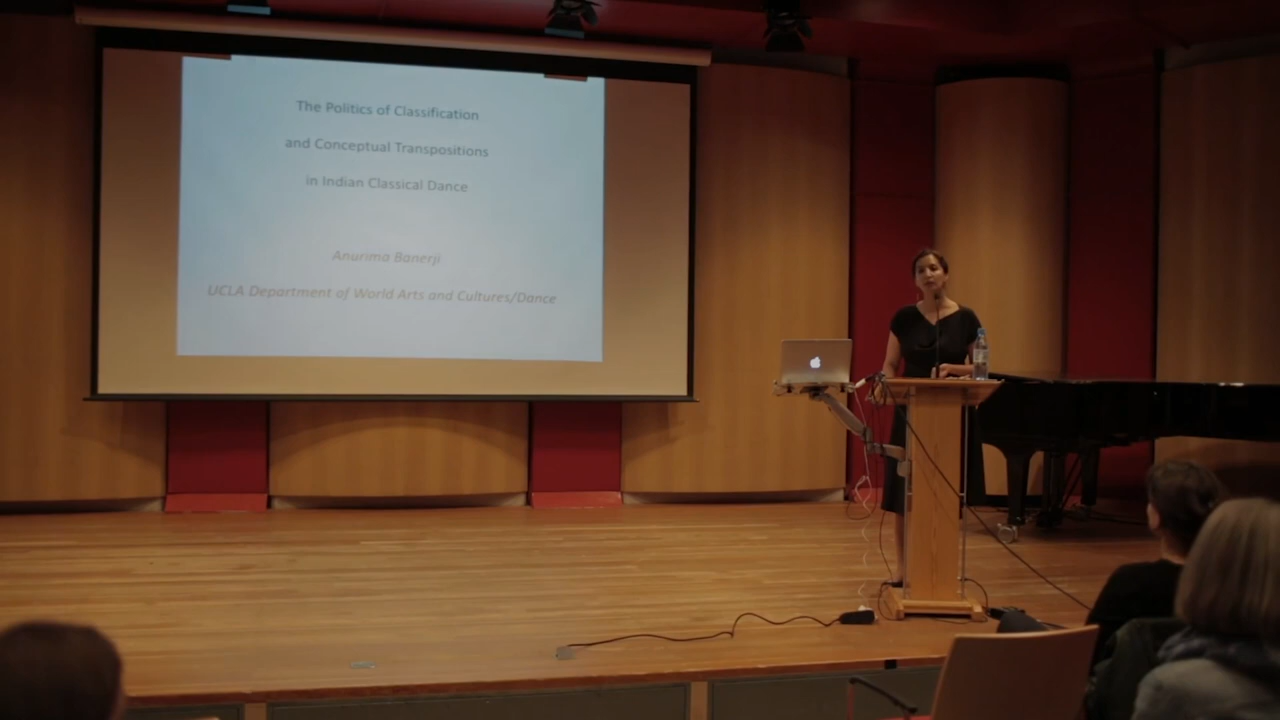 The Politics of Classification
and Conceptual Transpositions
in Indian Classical Dance
Anurima Banerji
UCLA Department of World Arts and Cultures/Dance